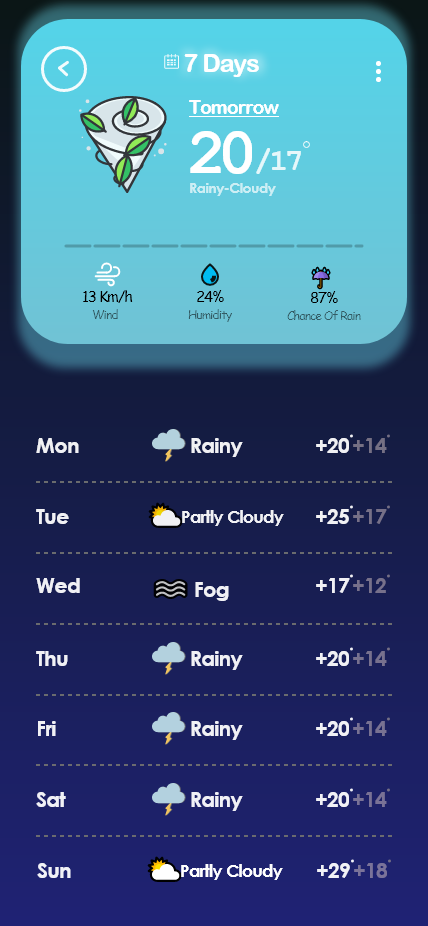 7 Days
Tomorrow
20/17°
Rainy-Cloudy
13 Km/h 24% 87%
Wind Humidity Chance Of Rain
Mon Rainy +20°+14°
Tue Partly Cloudy +25°+17°
Wed Fog +17°+12°
Thu Rainy +20°+14°
Fri Rainy +20°+14°
Sat Rainy +20°+14°
Sun Partly Cloudy +29°+18°